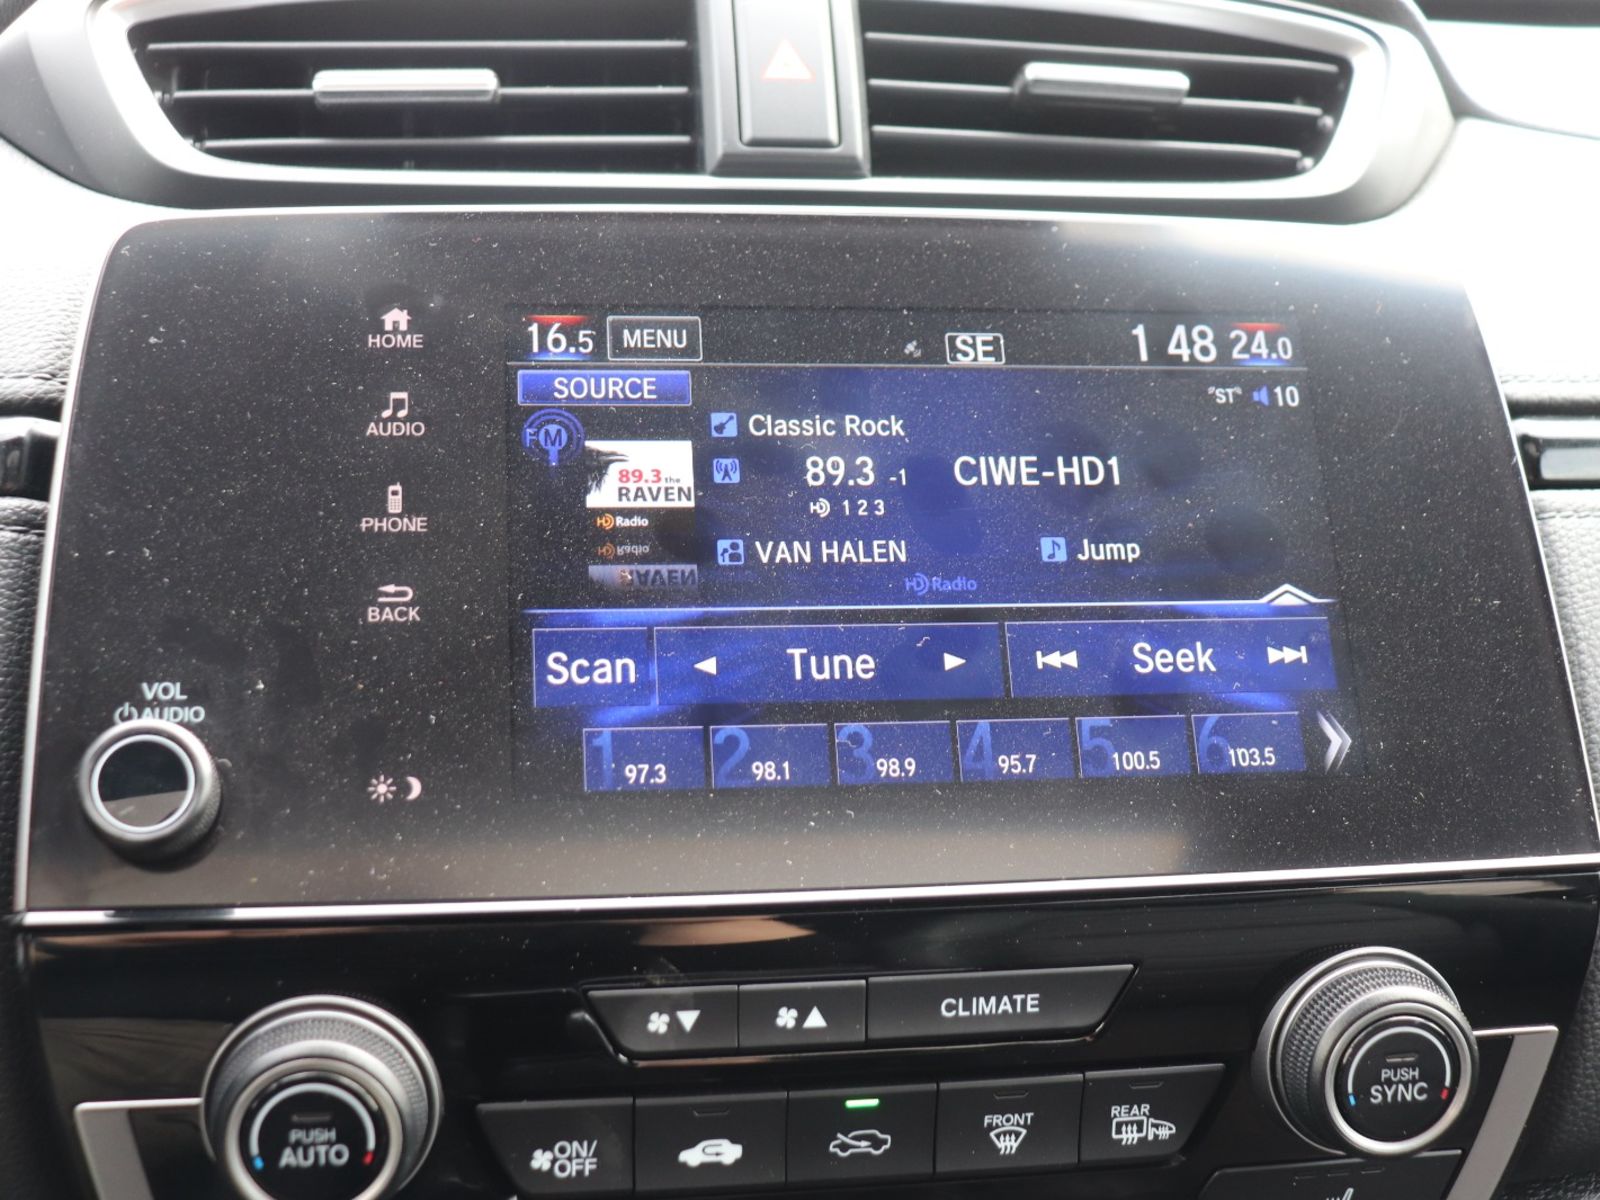 HOME
AUDIO
PHONE
BACK
VOL
AUDIO
16.5 MENU SE 1 48 24.0
SOURCE "ST" 10
FM
89.3 the
RAVEN
HD Radio
Classic Rock
89.3 -1 CIWE-HD1
HD 1 2 3
VAN HALEN Jump
HD Radio
Scan Tune Seek
1 97.3 2 98.1 3 98.9 4 95.7 5 100.5 6 103.5
CLIMATE
PUSH
AUTO
ON/
OFF
FRONT
REAR
PUSH
SYNC